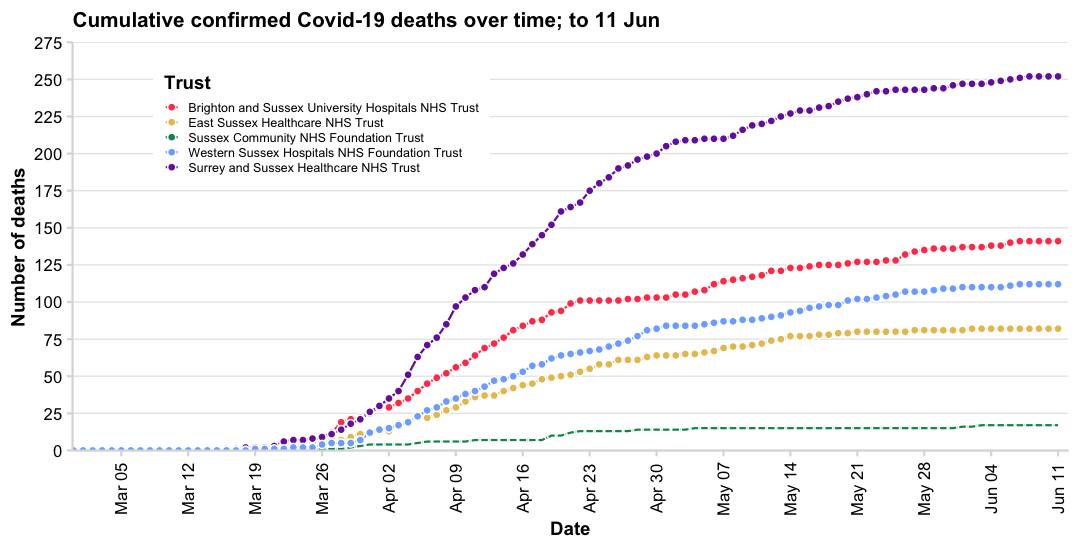 Cumulative confirmed Covid-19 deaths over time; to 11 Jun
Number of deaths
275
250
225
200
175
150
125
100
75
50
25
0
Trust
Brighton and Sussex University Hospitals NHS Trust
East Sussex Healthcare NHS Trust
Sussex Community NHS Foundation Trust
Western Sussex Hospitals NHS Foundation Trust
Surrey and Sussex Healthcare NHS Trust
Mar 05
Mar 12
Mar 19
Mar 26
Apr 02
Apr 09
Apr 16
Apr 23
Apr 30
May 07
May 14
May 21
May 28
Jun 04
Jun 11
Date